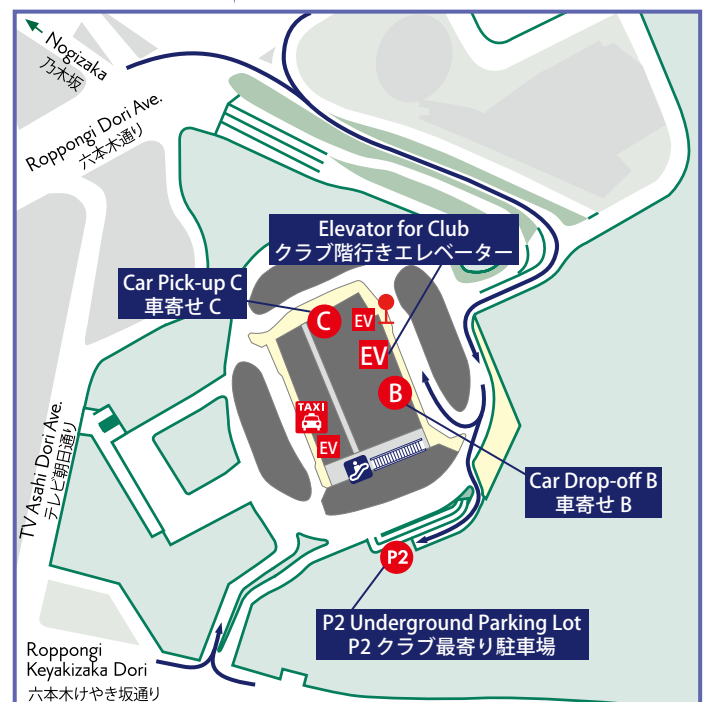 Nogizaka
乃木坂
Roppongi Dori Ave.
六本木通り
Elevator for Club
クラブ階行きエレベーター
Car Pick-up C
車寄せ C
C
EV
EV
B
TAXI
EV
TV Asahi Dori Ave.
テレビ朝日通り
Car Drop-off B
車寄せ B
P2
P2 Underground Parking Lot
P2 クラブ最寄り駐車場
Roppongi
Keyakizaka Dori
六本木けやき坂通り